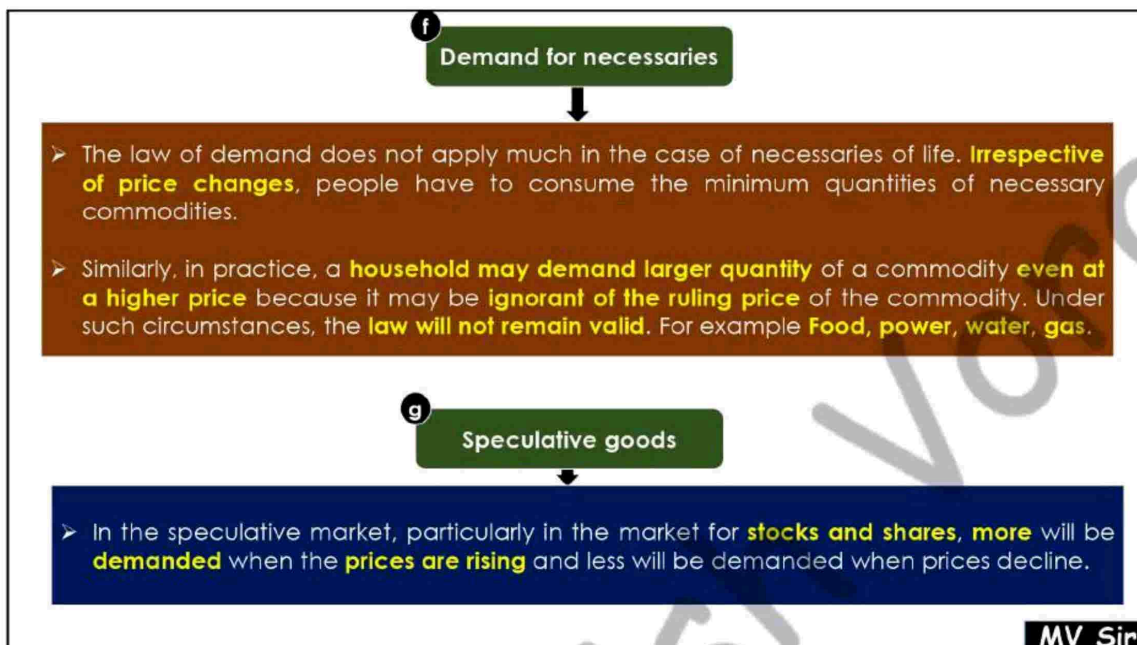 f
Demand for necessaries
➤ The law of demand does not apply much in the case of necessaries of life. Irrespective
of price changes, people have to consume the minimum quantities of necessary
commodities.
➤ Similarly, in practice, a household may demand larger quantity of a commodity even at
a higher price because it may be ignorant of the ruling price of the commodity. Under
such circumstances, the law will not remain valid. For example Food, power, water, gas.
g
Speculative goods
➤ In the speculative market, particularly in the market for stocks and shares, more will be
demanded when the prices are rising and less will be demanded when prices decline.
MV Sir